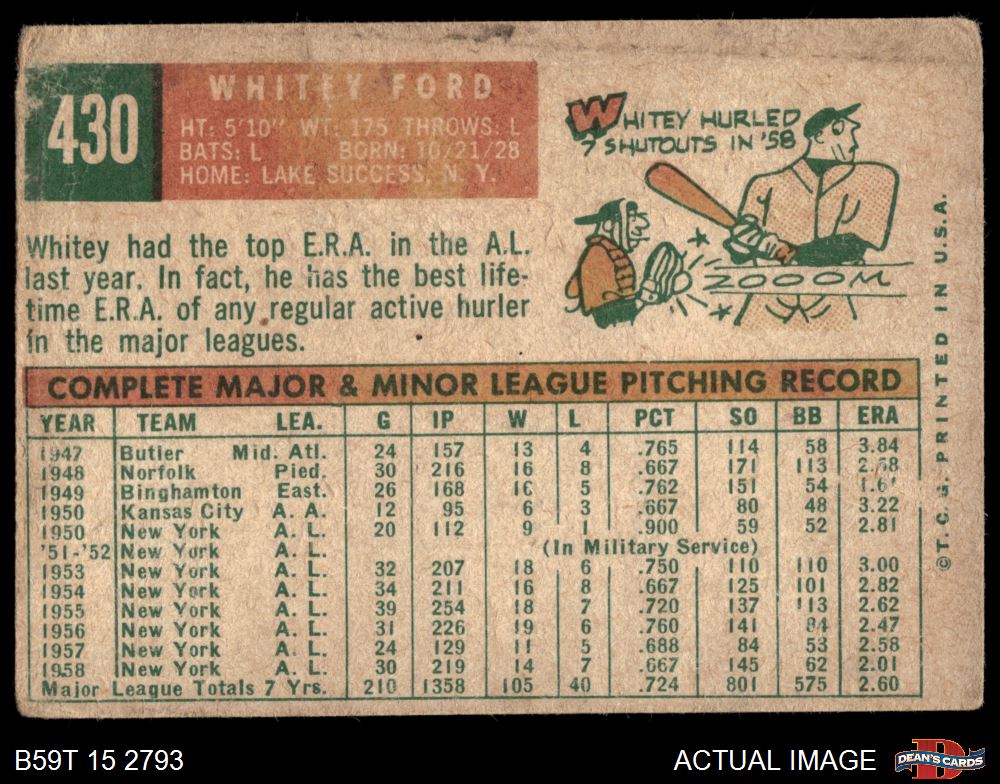 430
WHITEY FORD
HT: 5'10" WT: 175 THROWS: L
BATS: L BORN: 10/21/28
HOME: LAKE SUCCESS, N. Y.
WHITEY HURLED
7 SHUTOUTS IN '58
ZOOOM
Whitey had the top E.R.A. in the A.L.
last year. In fact, he has the best life-
time E.R.A. of any regular active hurler
in the major leagues.
COMPLETE MAJOR & MINOR LEAGUE PITCHING RECORD
YEAR TEAM LEA. G IP W L PCT SO BB ERA
1947 Butler Mid. Atl. 24 157 13 4 .765 114 58 3.84
1948 Norfolk Pied. 30 216 16 8 .667 171 113 2.58
1949 Binghamton East. 26 168 16 5 .762 151 54
1950 Kansas City A. A. 12 95 6 3 .667 80 48 3.22
1950 New York A. L. 20 112 9 1 .900 59 52 2.81
'51-'52 New York A. L. (In Military Service)
1953 New York A. L. 32 207 18 6 .750 110 110 3.00
1954 New York A. L. 34 211 16 8 .667 125 101 2.82
1955 New York A. L. 39 254 18 7 .720 137 113 2.62
1956 New York A. L. 31 226 19 6 .760 141 84 2.47
1957 New York A. L. 24 129 11 5 .688 84 53 2.58
1958 New York A. L. 30 219 14 7 .667 145 62 2.01
Major League Totals 7 Yrs. 210 1358 105 40 .724 801 575 2.60
©T. C. G. PRINTED IN U.S.A.
B59T 15 2793
ACTUAL IMAGE
DEAN'S CARDS